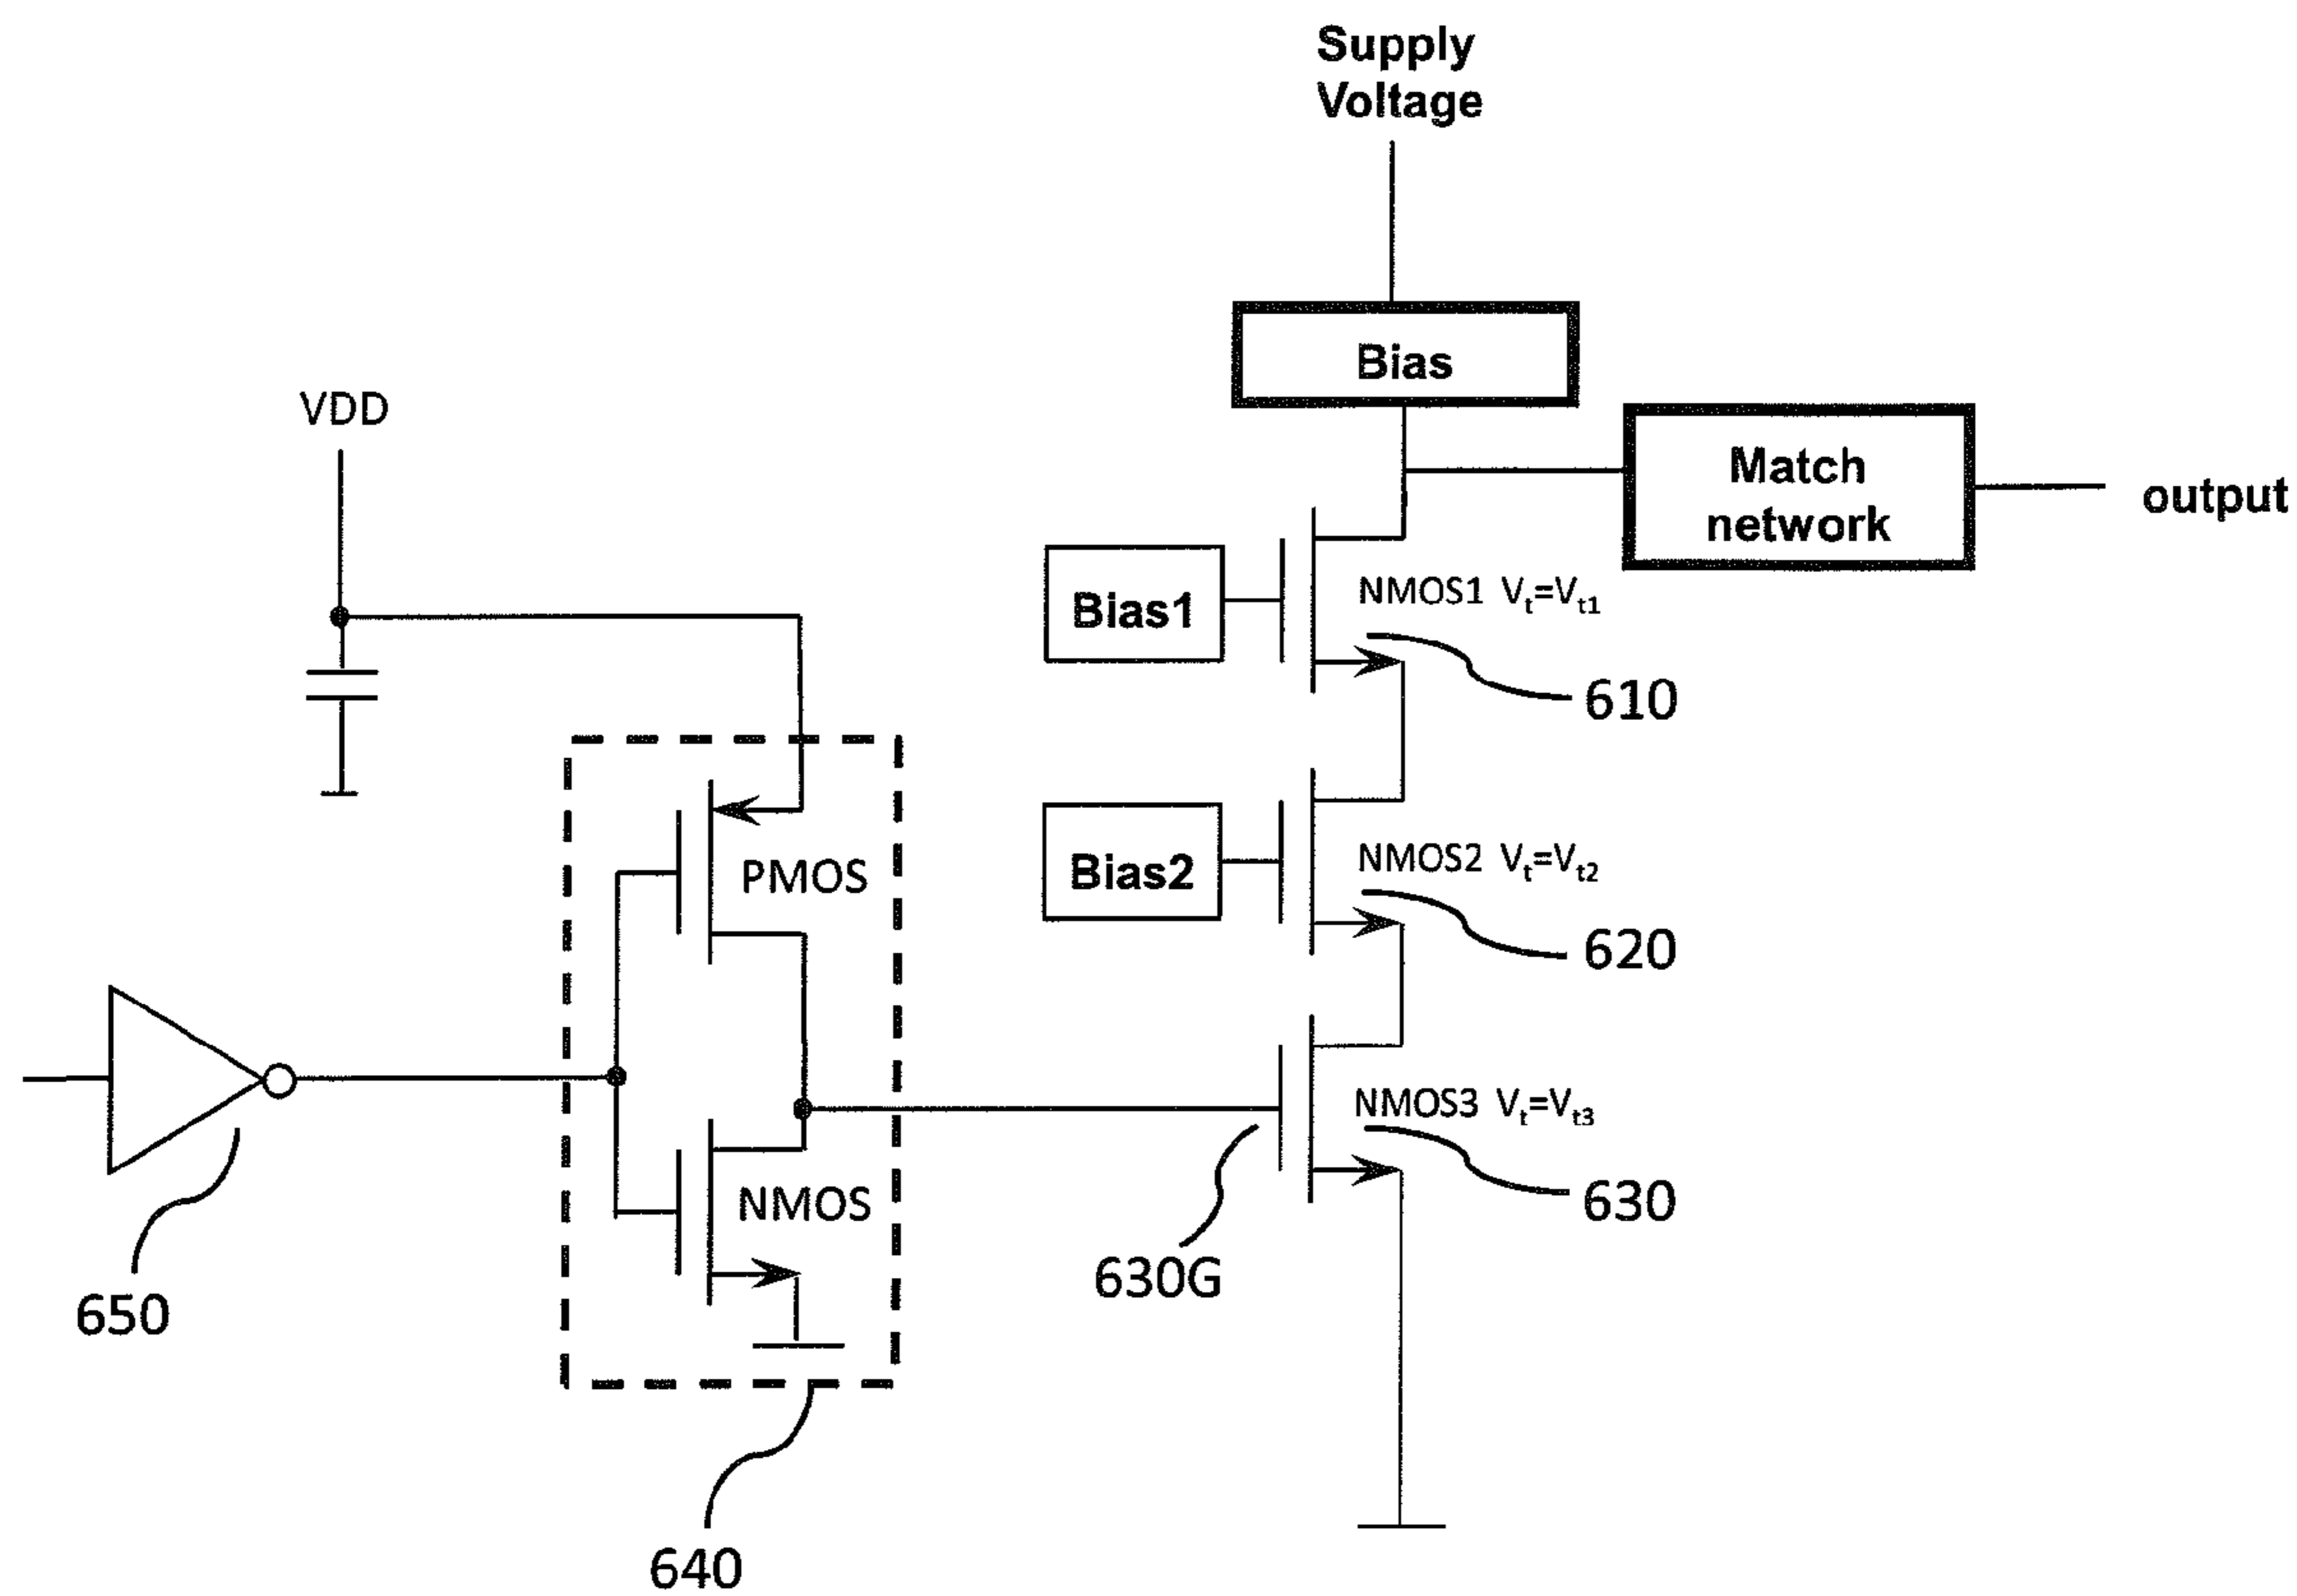 Supply
Voltage
Bias
VDD
Match
network
output
Bias1
NMOS1 Vt=Vt1
610
PMOS
Bias2
NMOS2 Vt=Vt2
620
NMOS3 Vt=Vt3
NMOS
630
630G
650
640